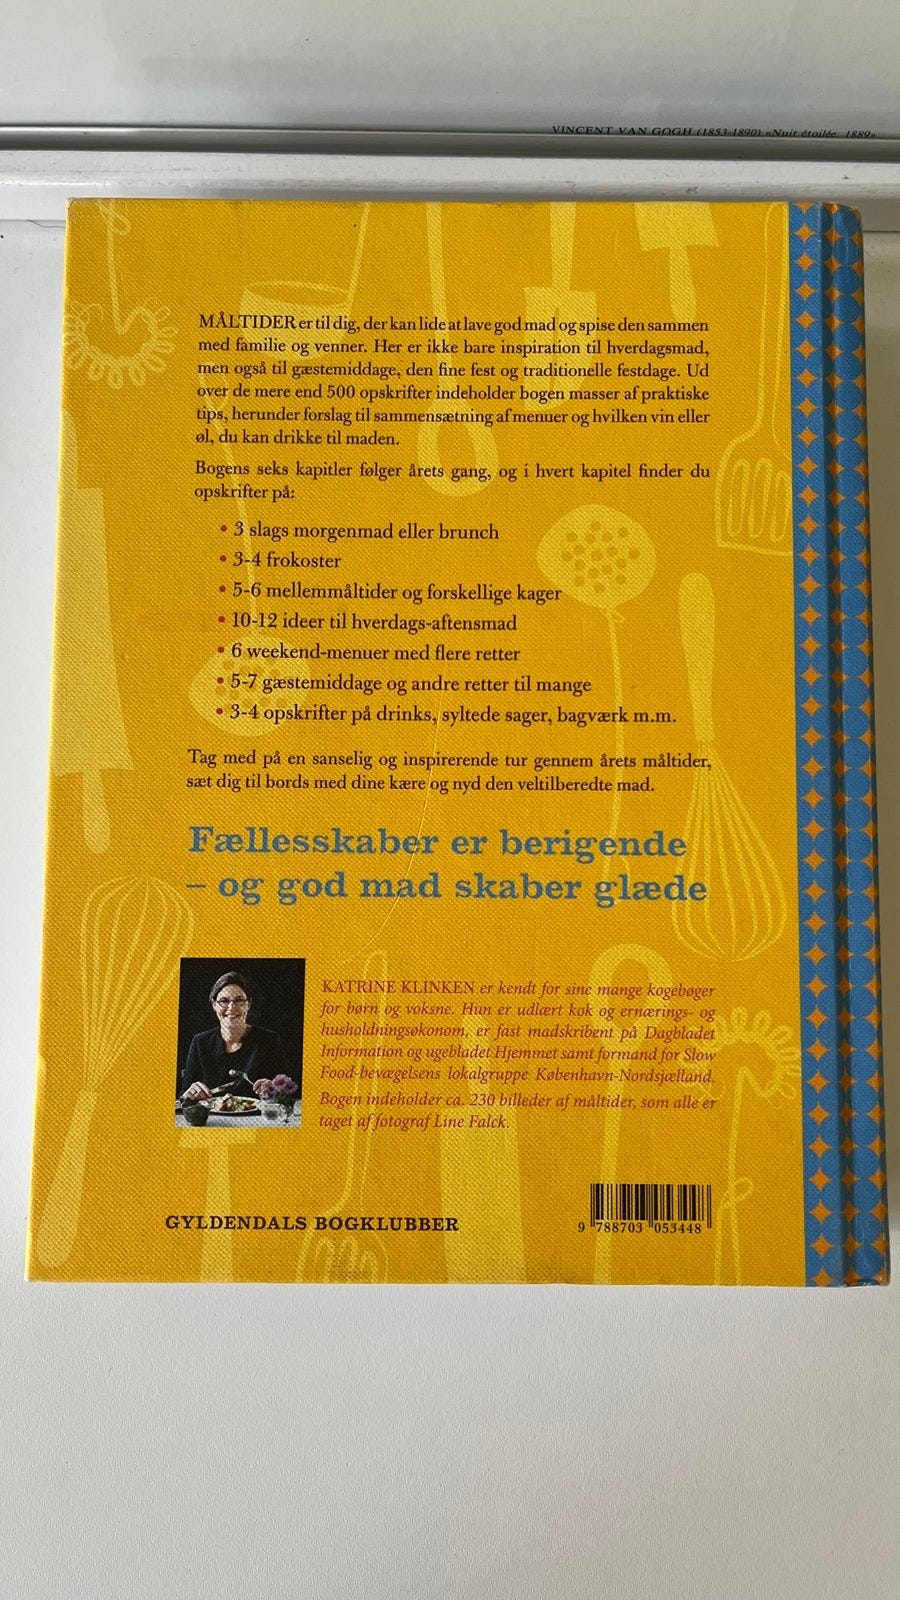 VINCENT VAN GOGH (1853-1890) «Nuit étoilée, 1889»
MÅLTIDER er til dig, der kan lide at lave god mad og spise den sammen
med familie og venner. Her er ikke bare inspiration til hverdagsmad,
men også til gæstemiddage, den fine fest og traditionelle festdage. Ud
over de mere end 500 opskrifter indeholder bogen masser af praktiske
tips, herunder forslag til sammensætning af menuer og hvilken vin eller
øl, du kan drikke til maden.
Bogens seks kapitler følger årets gang, og i hvert kapitel finder du
opskrifter på:
• 3 slags morgenmad eller brunch
• 3-4 frokoster
• 5-6 mellemmåltider og forskellige kager
• 10-12 ideer til hverdags-aftensmad
• 6 weekend-menuer med flere retter
• 5-7 gæstemiddage og andre retter til mange
• 3-4 opskrifter på drinks, syltede sager, bagværk m.m.
Tag med på en sanselig og inspirerende tur gennem årets måltider,
sæt dig til bords med dine kære og nyd den veltilberedte mad.
Fællesskaber er berigende
– og god mad skaber glæde
KATRINE KLINKEN er kendt for sine mange kogebøger
for børn og voksne. Hun er udlært kok og ernærings- og
husholdningsøkonom, er fast madskribent på Dagbladet
Information og ugebladet Hjemmet samt formand for Slow
Food-bevægelsens lokalgruppe København-Nordsjælland.
Bogen indeholder ca. 230 billeder af måltider, som alle er
taget af fotograf Line Falck.
GYLDENDALS BOGKLUBBER
9 788703 053448